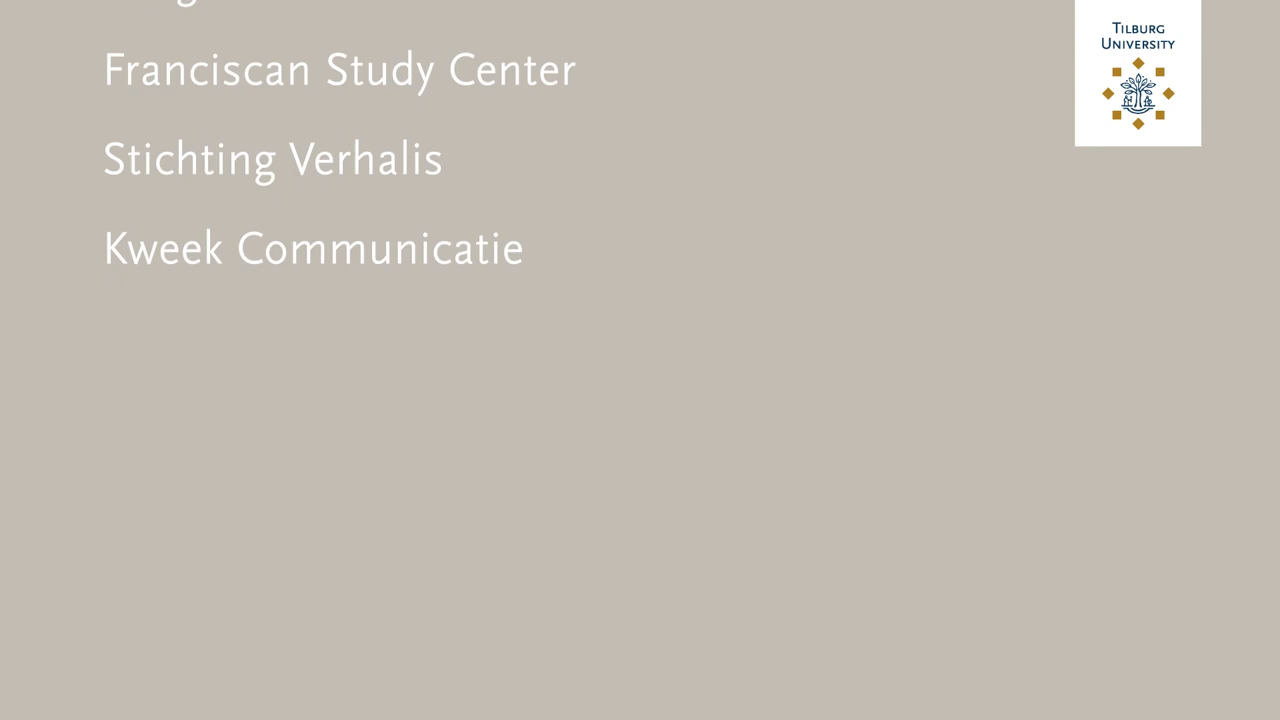 Franciscan Study Center
Stichting Verhalis
Kweek Communicatie
TILBURG
UNIVERSITY